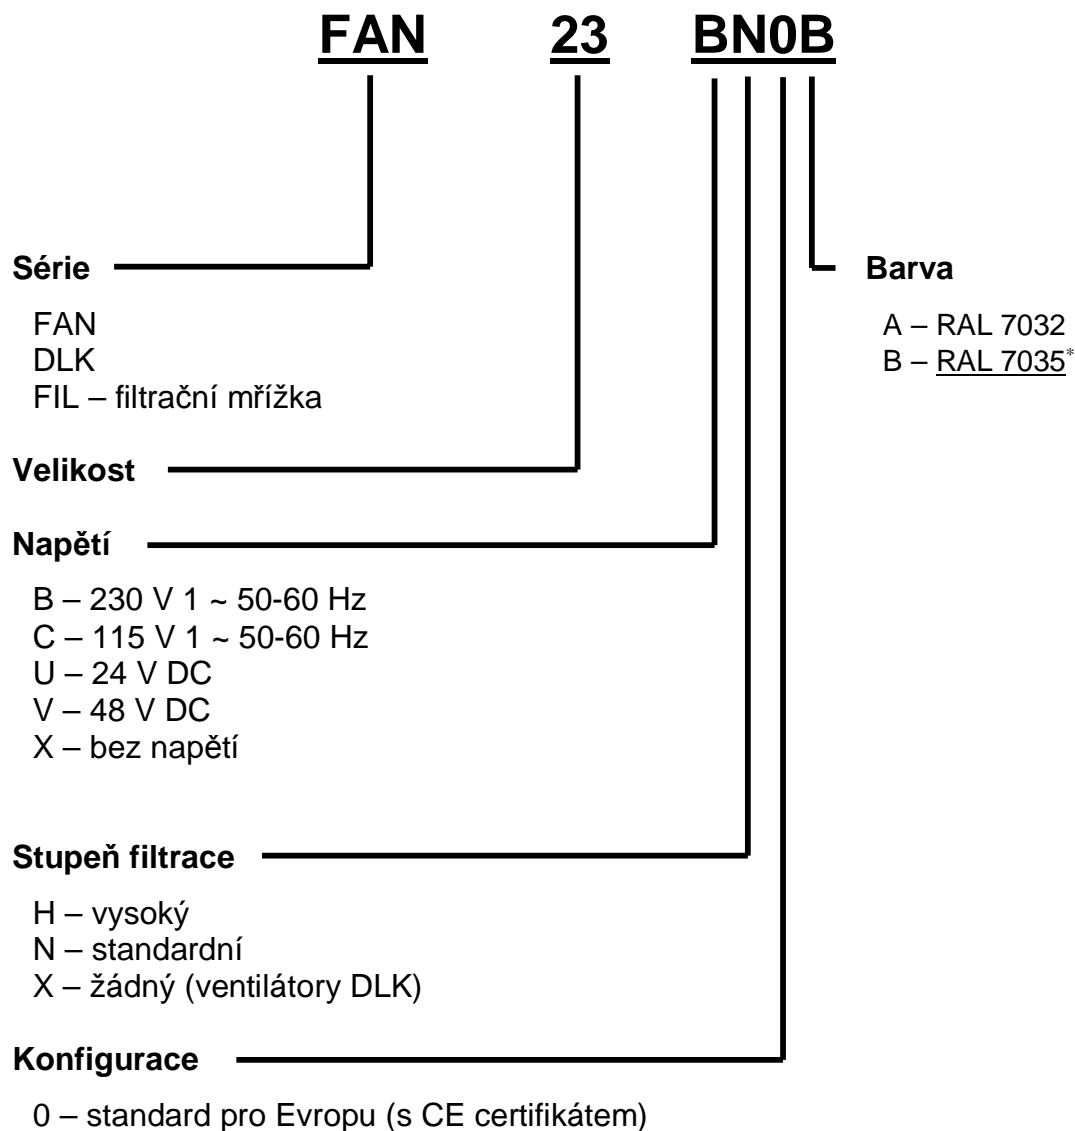 FAN 23 BN0B
Série
FAN
DLK
FIL – filtrační mřížka
Barva
A – RAL 7032
B – RAL 7035*
Velikost
Napětí
B – 230 V 1 ~ 50-60 Hz
C – 115 V 1 ~ 50-60 Hz
U – 24 V DC
V – 48 V DC
X – bez napětí
Stupeň filtrace
H – vysoký
N – standardní
X – žádný (ventilátory DLK)
Konfigurace
0 – standard pro Evropu (s CE certifikátem)